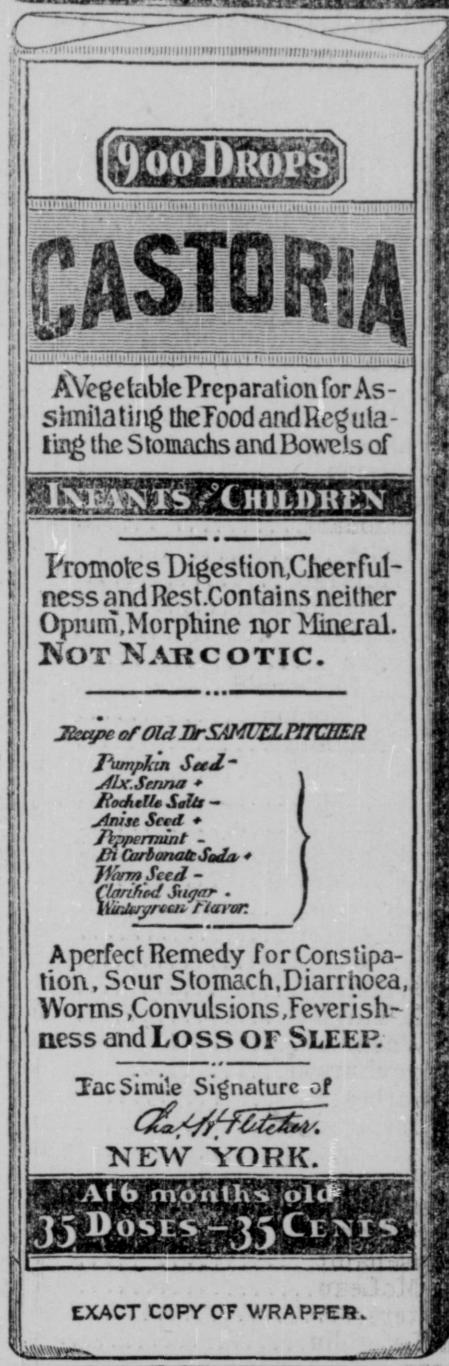 900 DROPS
CASTORIA
A Vegetable Preparation for As-
similating the Food and Regula-
ting the Stomachs and Bowels of
INFANTS AND CHILDREN
Promotes Digestion, Cheerful-
ness and Rest. Contains neither
Opium, Morphine nor Mineral.
NOT NARCOTIC.
Recipe of Old Dr SAMUEL PITCHER
Pumpkin Seed -
Alx. Senna +
Rochelle Salts -
Anise Seed +
Peppermint -
Bi Carbonate Soda +
Worm Seed -
Clarified Sugar .
Wintergreen Flavor.
A perfect Remedy for Constipa-
tion, Sour Stomach, Diarrhoea,
Worms, Convulsions, Feverish-
ness and LOSS OF SLEEP.
Fac Simile Signature of
Chas. H. Fletcher.
NEW YORK.
At 6 months old
35 DOSES - 35 CENTS
EXACT COPY OF WRAPPER.